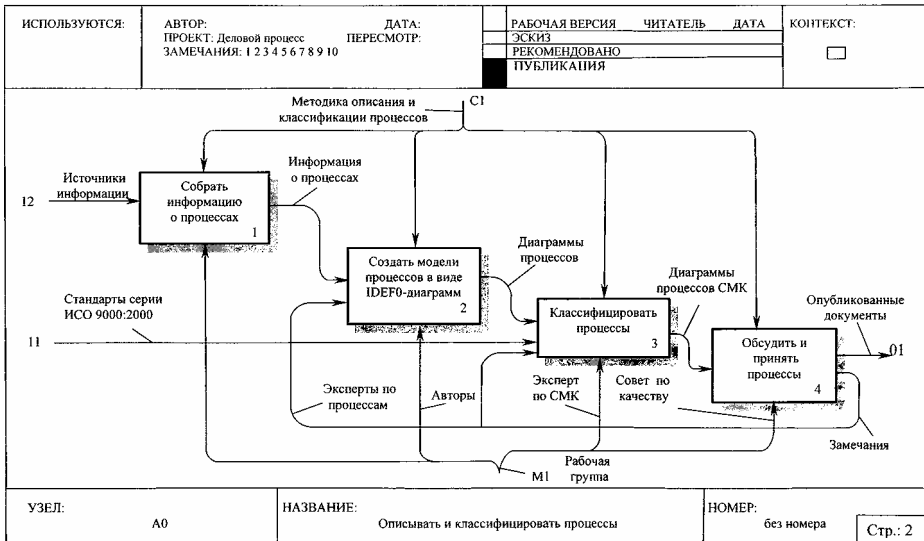 ИСПОЛЬЗУЮТСЯ:
АВТОР:
ДАТА:
ПРОЕКТ: Деловой процесс
ПЕРЕСМОТР:
ЗАМЕЧАНИЯ: 1 2 3 4 5 6 7 8 9 10
РАБОЧАЯ ВЕРСИЯ
ЧИТАТЕЛЬ
ДАТА
ЭСКИЗ
РЕКОМЕНДОВАНО
ПУБЛИКАЦИЯ
КОНТЕКСТ:
Методика описания и
классификации процессов
C1
Источники
информации
I2
Собрать
информацию
о процессах
1
Информация
о процессах
Создать модели
процессов в виде
IDEF0-диаграмм
2
Диаграммы
процессов
Стандарты серии
ИСО 9000:2000
I1
Классифицировать
процессы
3
Диаграммы
процессов СМК
Опубликованные
документы
Обсудить и
принять
процессы
4
01
Эксперты по
процессам
Авторы
Эксперт
по СМК
Совет по
качеству
Замечания
M1
Рабочая
группа
УЗЕЛ:
A0
НАЗВАНИЕ:
Описывать и классифицировать процессы
НОМЕР:
без номера
Стр.: 2